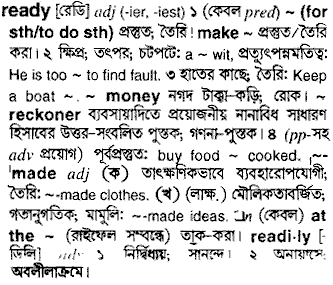 ready [রেডি] adj (-ier, -iest) ১ (কেবল pred) ~ (for
sth/to do sth) প্রস্তুত; তৈরি! make ~ প্রস্তুত/তৈরি
করা। ২ ক্ষিপ্র; তৎপর; চটপটে: a ~ wit, প্রত্যুৎপন্নমতিত্ব;
He is too ~ to find fault. ৩ হাতের কাছে; তৈরি: Keep
a boat ~. ~ money নগদ টাকা-কড়ি; রোক। ~
reckoner ব্যবসায়াদিতে প্রয়োজনীয় নানাবিধ সাধারণ
হিসাবের উত্তর-সংবলিত পুস্তক; গণনা-পুস্তক। ৪ (pp-সহ
adv প্রয়োগ) পূর্বপ্রস্তুত: buy food ~ cooked. ~-
made adj (ক) তাৎক্ষণিকভাবে ব্যবহারোপযোগী;
তৈরি: ~-made clothes. (খ) (লাক্ষ.) মৌলিকতাবর্জিত;
গতানুগতিক; মামুলি: ~-made ideas. □n (কেবল) at
the ~ (রাইফেল সম্বন্ধে) তাক-করা। readi·ly [-
ডিলি] adv ১ নির্দ্বিধায়; সানন্দে। ২ অনায়াসে;
অবলীলাক্রমে।